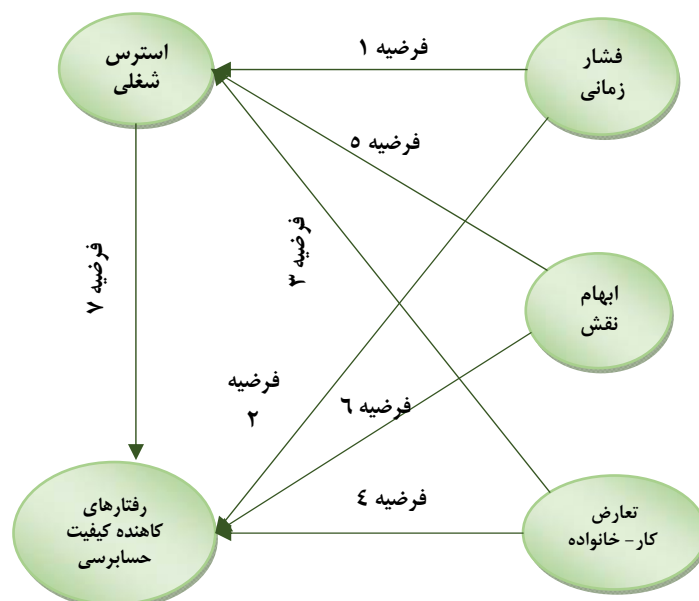 فشار
زمانی
فرضیه ۱
استرس
شغلی
فرضیه ۵
فرضیه ۳
فرضیه ۷
ابهام
نقش
فرضیه
۲
فرضیه ۶
تعارض
کار- خانواده
فرضیه ٤
رفتارهای
کاهنده کیفیت
حسابرسی